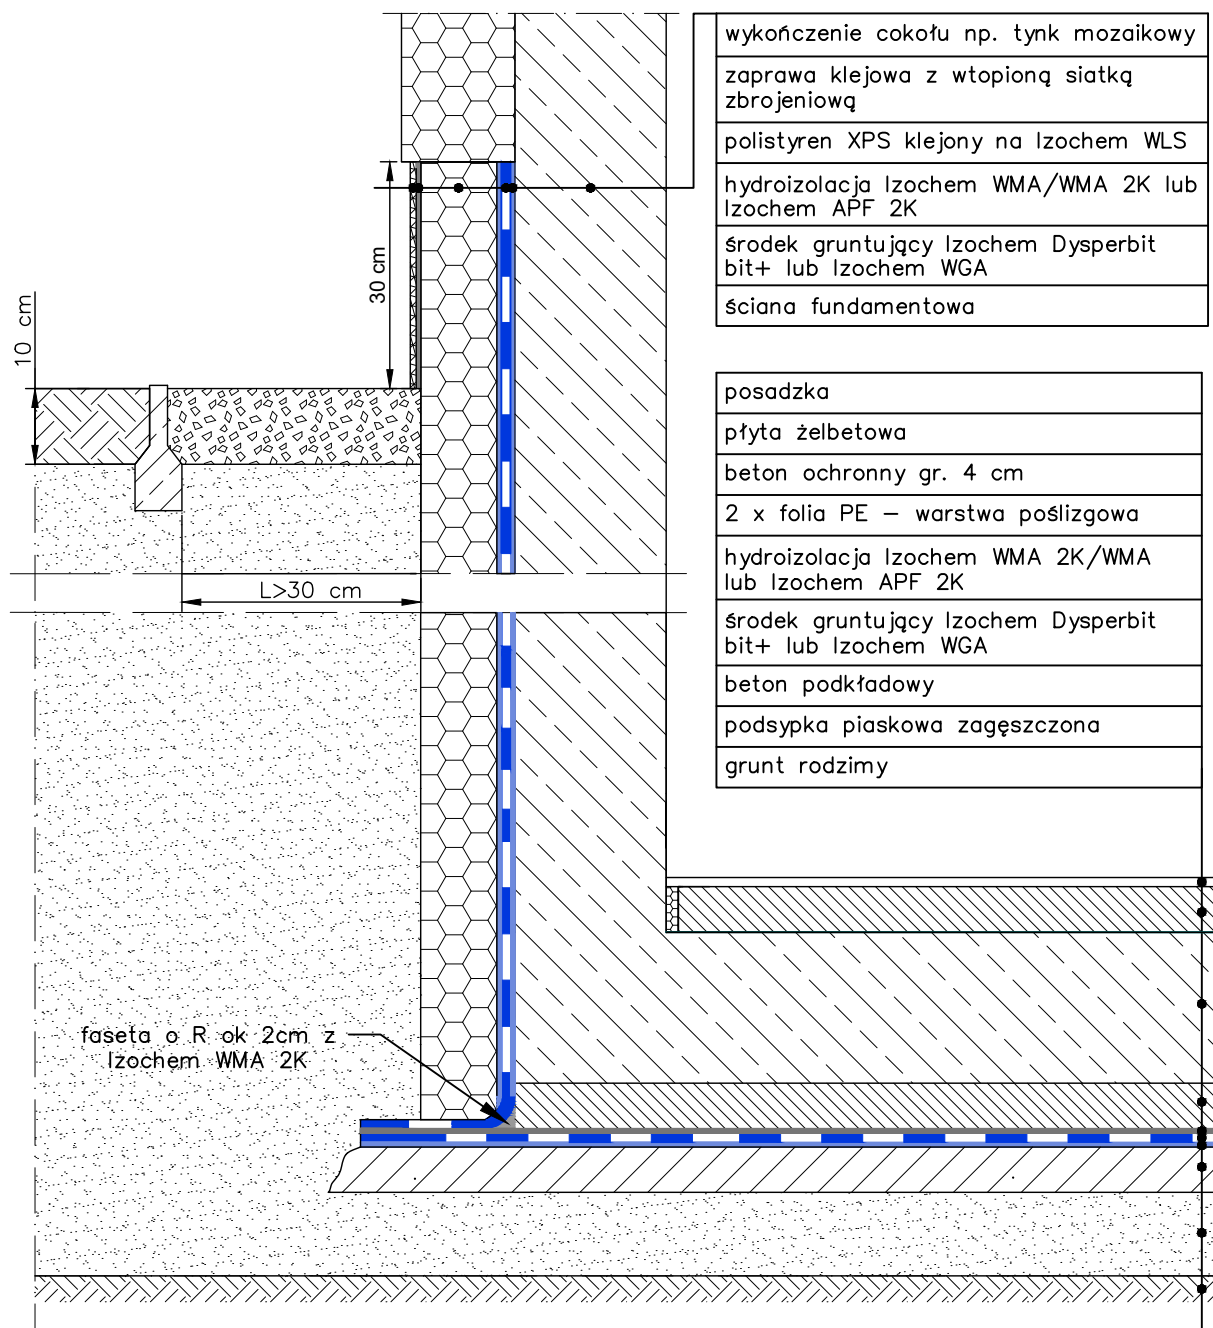 wykończenie cokołu np. tynk mozaikowy
zaprawa klejowa z wtopioną siatką
zbrojeniową
polistyren XPS klejony na Izochem WLS
hydroizolacja Izochem WMA/WMA 2K lub
Izochem APF 2K
środek gruntujący Izochem Dysperbit
bit+ lub Izochem WGA
ściana fundamentowa
30 cm
10 cm
posadzka
płyta żelbetowa
beton ochronny gr. 4 cm
2 x folia PE – warstwa poślizgowa
hydroizolacja Izochem WMA 2K/WMA
lub Izochem APF 2K
środek gruntujący Izochem Dysperbit
bit+ lub Izochem WGA
beton podkładowy
podsypka piaskowa zagęszczona
grunt rodzimy
L>30 cm
faseta o R ok 2cm z
Izochem WMA 2K